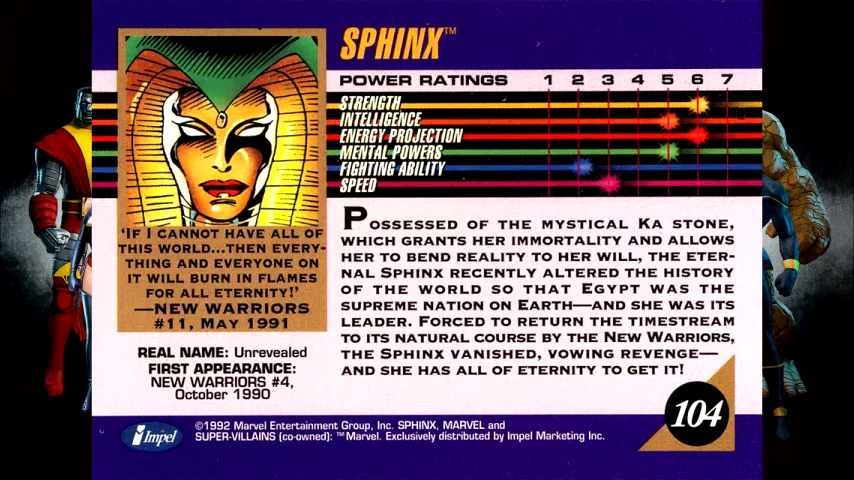 SPHINX™
POWER RATINGS 1 2 3 4 5 6 7
STRENGTH
INTELLIGENCE
ENERGY PROJECTION
MENTAL POWERS
FIGHTING ABILITY
SPEED
'IF I CANNOT HAVE ALL OF
THIS WORLD...THEN EVERY-
THING AND EVERYONE ON
IT WILL BURN IN FLAMES
FOR ALL ETERNITY!'
—NEW WARRIORS
#11, MAY 1991
REAL NAME: Unrevealed
FIRST APPEARANCE:
NEW WARRIORS #4,
October 1990
POSSESSED OF THE MYSTICAL KA STONE,
WHICH GRANTS HER IMMORTALITY AND ALLOWS
HER TO BEND REALITY TO HER WILL, THE ETER-
NAL SPHINX RECENTLY ALTERED THE HISTORY
OF THE WORLD SO THAT EGYPT WAS THE
SUPREME NATION ON EARTH—AND SHE WAS ITS
LEADER. FORCED TO RETURN THE TIMESTREAM
TO ITS NATURAL COURSE BY THE NEW WARRIORS,
THE SPHINX VANISHED, VOWING REVENGE—
AND SHE HAS ALL OF ETERNITY TO GET IT!
104
Impel
©1992 Marvel Entertainment Group, Inc. SPHINX, MARVEL and
SUPER-VILLAINS (co-owned): ™Marvel. Exclusively distributed by Impel Marketing Inc.